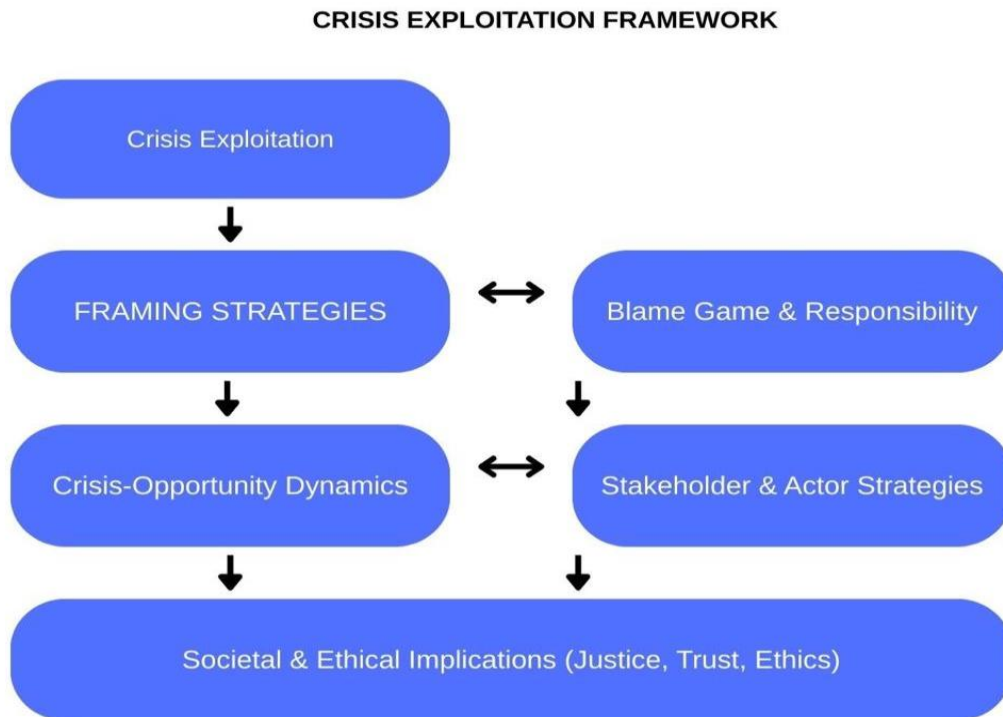 CRISIS EXPLOITATION FRAMEWORK
Crisis Exploitation
FRAMING STRATEGIES
Blame Game & Responsibility
Crisis-Opportunity Dynamics
Stakeholder & Actor Strategies
Societal & Ethical Implications (Justice, Trust, Ethics)